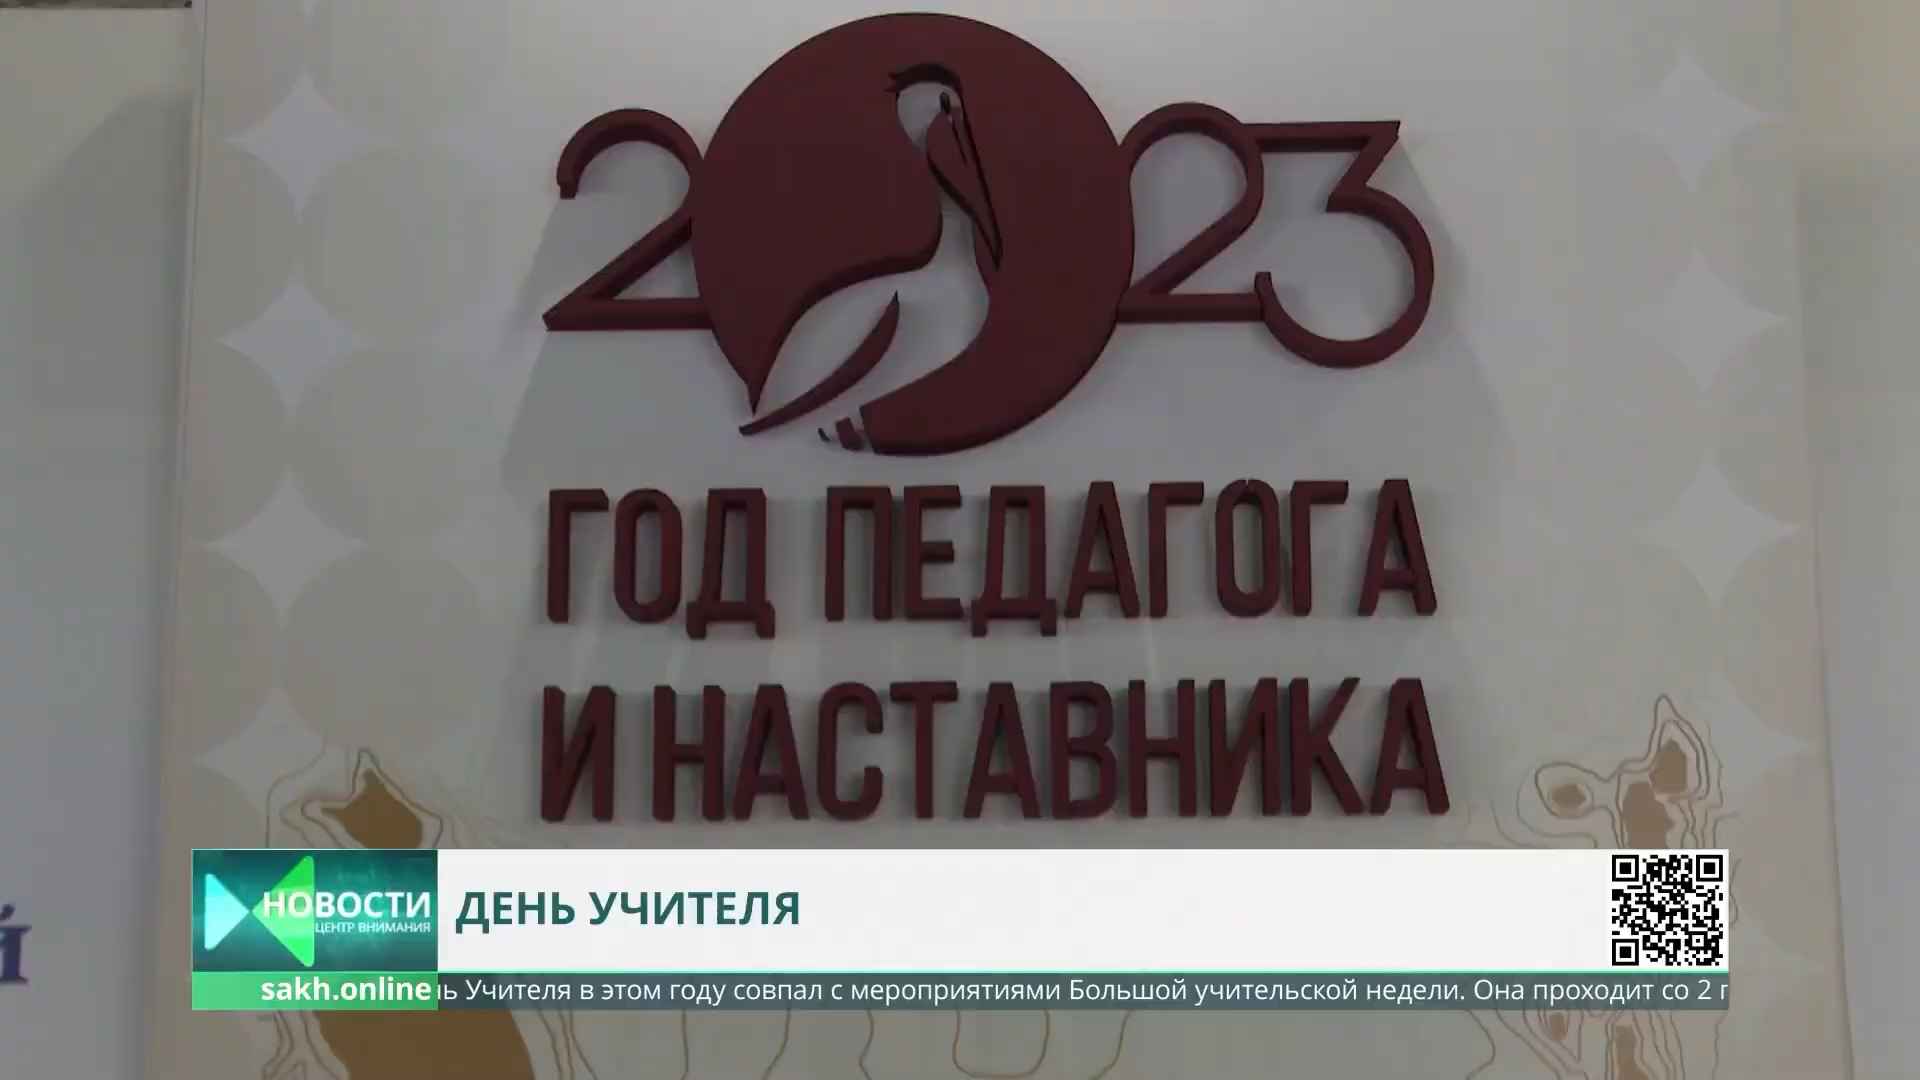 2023
ГОД ПЕДАГОГА
И НАСТАВНИКА
НОВОСТИ
ЦЕНТР ВНИМАНИЯ
ДЕНЬ УЧИТЕЛЯ
sakh.online
Учителя в этом году совпал с мероприятиями Большой учительской недели. Она проходит со 2
й